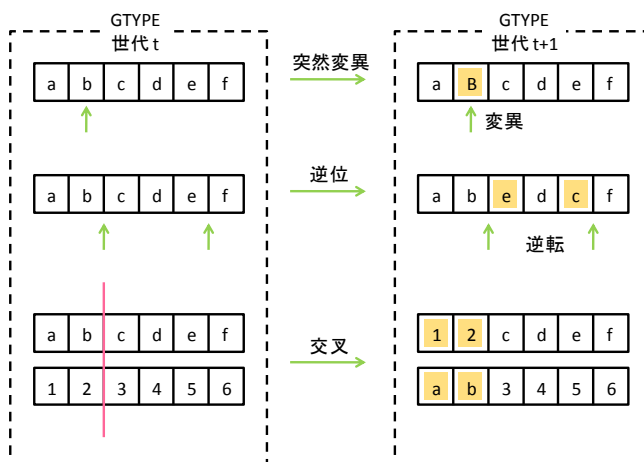 GTYPE
世代 t
GTYPE
世代 t+1
a b c d e f
突然変異
a B c d e f
変異
a b c d e f
逆位
a b e d c f
逆転
a b c d e f
1 2 3 4 5 6
交叉
1 2 c d e f
a b 3 4 5 6